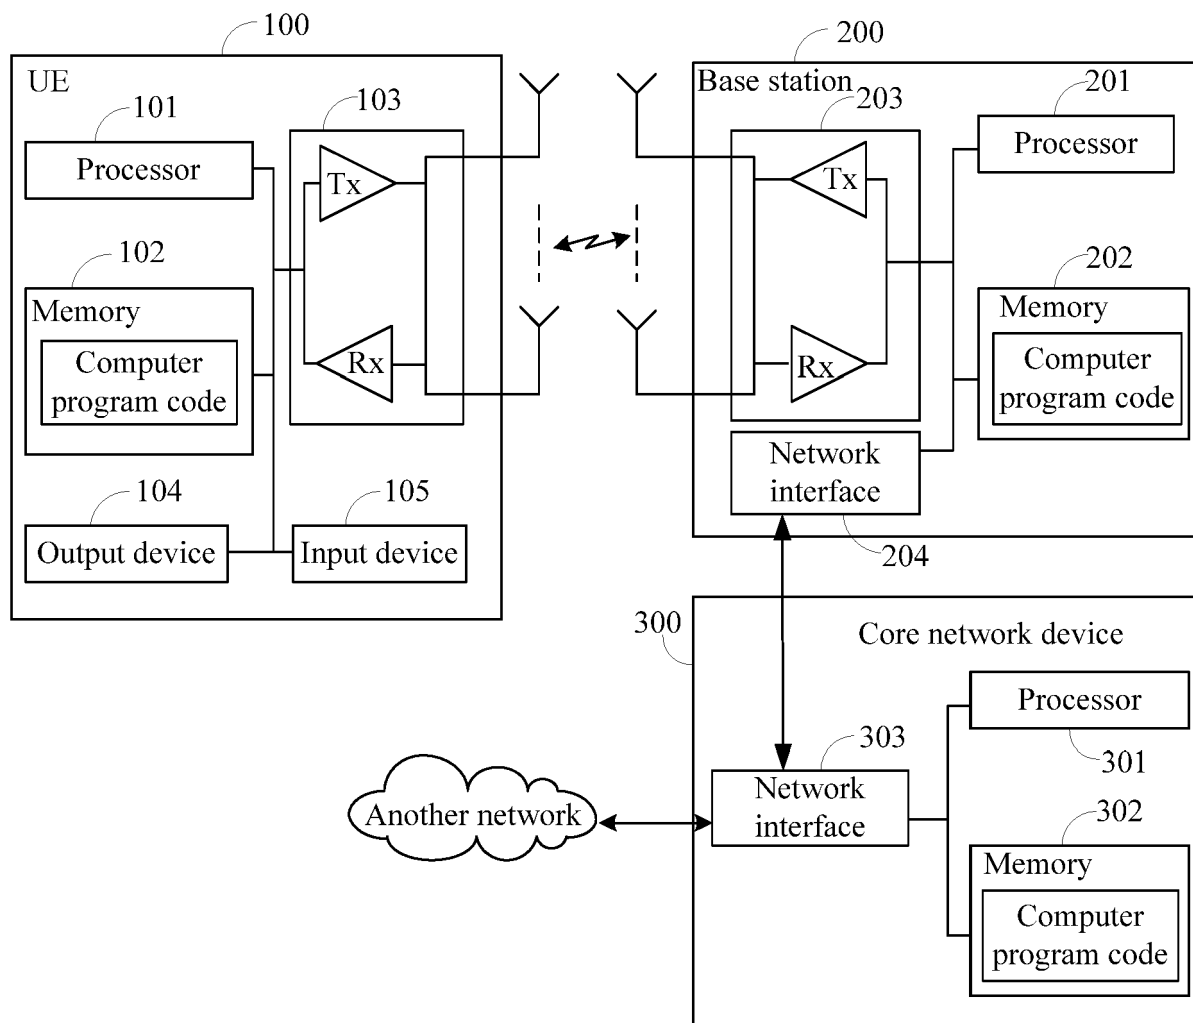 100
UE
101
Processor
103
Tx
102
Memory
Computer
program code
Rx
104
Output device
105
Input device
200
Base station
203
201
Processor
Tx
202
Memory
Computer
program code
Rx
Network
interface
204
300
Core network device
Processor
301
303
Network
interface
Another network
302
Memory
Computer
program code